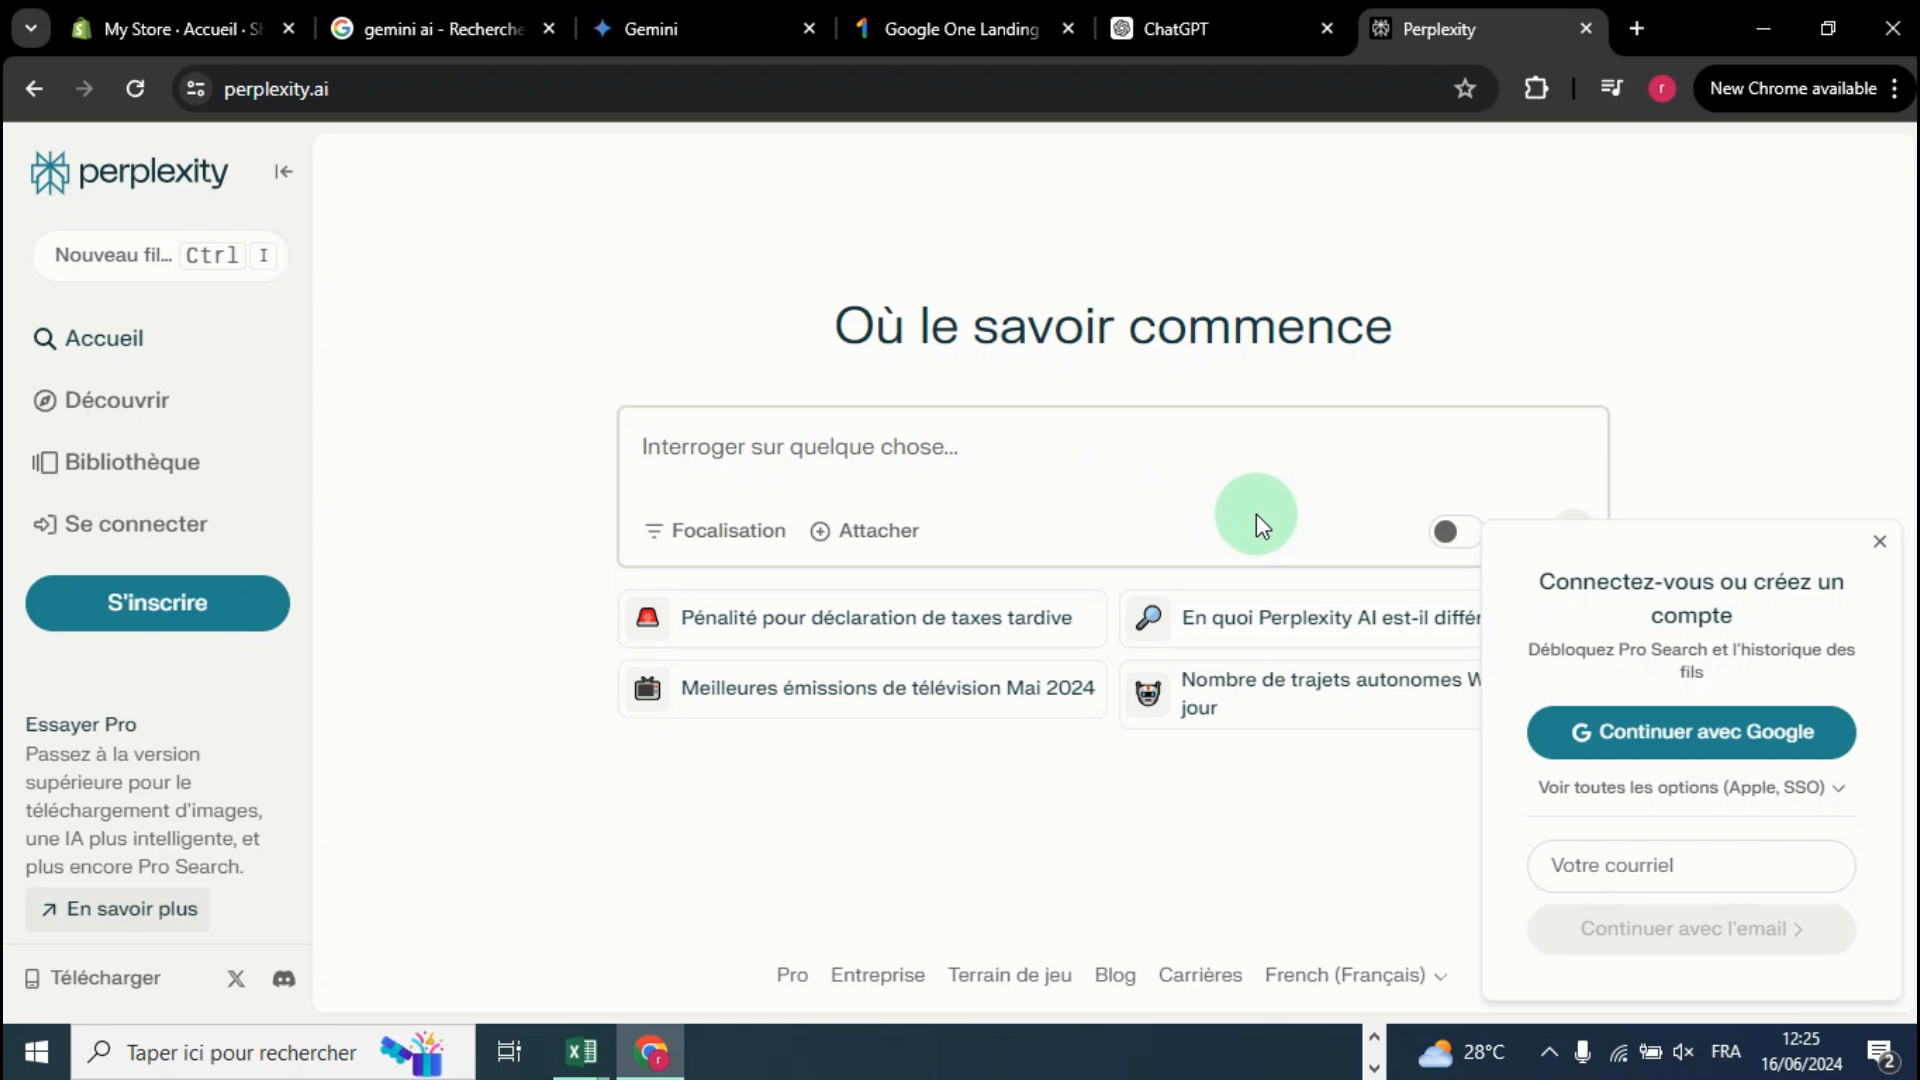 My Store · Accueil · Sh
gemini ai - Recherche
Gemini
Google One Landing
ChatGPT
Perplexity
perplexity.ai
r
New Chrome available
perplexity
Nouveau fil... Ctrl I
Accueil
Découvrir
Bibliothèque
Se connecter
S'inscrire
Essayer Pro
Passez à la version
supérieure pour le
téléchargement d'images,
une IA plus intelligente, et
plus encore Pro Search.
En savoir plus
Télécharger
Où le savoir commence
Interroger sur quelque chose...
Focalisation
Attacher
Pénalité pour déclaration de taxes tardive
En quoi Perplexity AI est-il différ
Meilleures émissions de télévision Mai 2024
Nombre de trajets autonomes W
jour
Connectez-vous ou créez un
compte
Débloquez Pro Search et l'historique des
fils
Continuer avec Google
Voir toutes les options (Apple, SSO)
Votre courriel
Continuer avec l'email
Pro Entreprise Terrain de jeu Blog Carrières French (Français)
Taper ici pour rechercher
28°C
FRA
12:25
16/06/2024
2